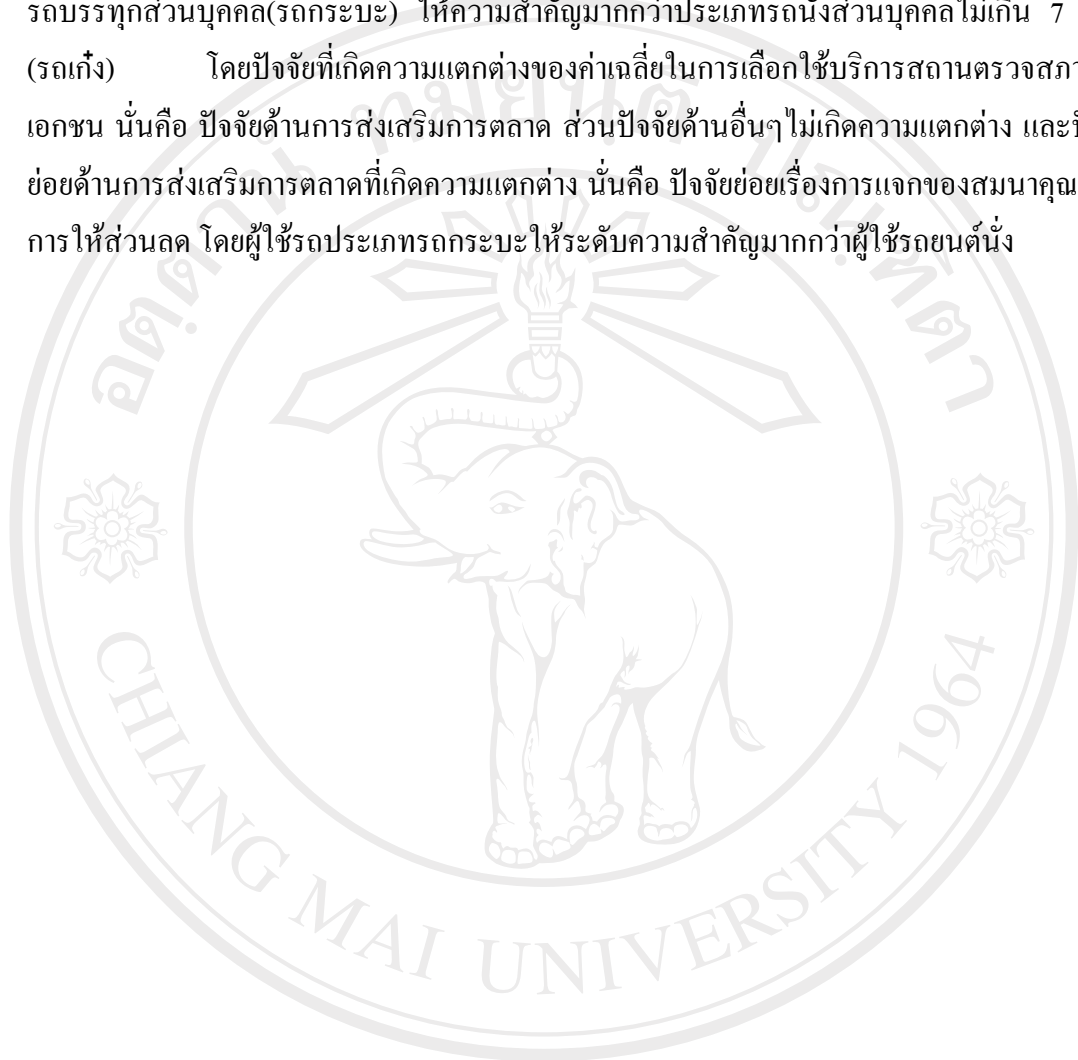 รถบรรทุกส่วนบุคคล(รถกระบะ) ให้ความสำคัญมากกว่าประเภทรถนั่งส่วนบุคคลไม่เกิน 7
(รถเก๋ง) โดยปัจจัยที่เกิดความแตกต่างของค่าเฉลี่ยในการเลือกใช้บริการสถานตรวจสภา
เอกชน นั่นคือ ปัจจัยด้านการส่งเสริมการตลาด ส่วนปัจจัยด้านอื่นๆไม่เกิดความแตกต่าง และ
ย่อยด้านการส่งเสริมการตลาดที่เกิดความแตกต่าง นั่นคือ ปัจจัยย่อยเรื่องการแจกของสมนาคุณ
การให้ส่วนลด โดยผู้ใช้รถประเภทรถกระบะให้ระดับความสำคัญมากกว่าผู้ใช้รถยนต์นั่ง
CHIANG MAI UNIVERSITY 1964